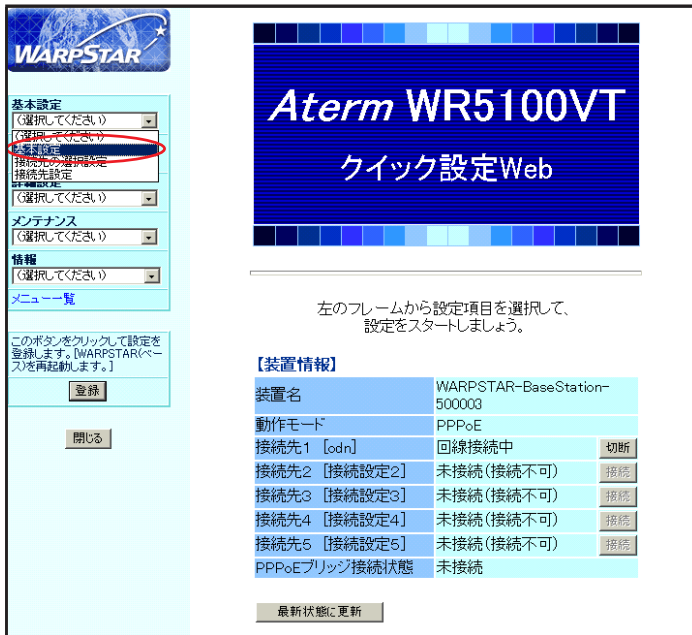 WARPSTAR
基本設定
(選択してください)
(選択してください)
基本設定
接続先の選択設定
接続先設定
詳細設定
(選択してください)
メンテナンス
(選択してください)
情報
(選択してください)
メニュー一覧
このボタンをクリックして設定を
登録します。[WARPSTAR(ベー
ス)を再起動します。]
登録
閉じる
Aterm WR5100VT
クイック設定Web
左のフレームから設定項目を選択して、
設定をスタートしましょう。
【装置情報】
装置名 WARPSTAR-BaseStation-
500003
動作モード PPPoE
接続先1 [odn] 回線接続中 切断
接続先2 [接続設定2] 未接続(接続不可) 接続
接続先3 [接続設定3] 未接続(接続不可) 接続
接続先4 [接続設定4] 未接続(接続不可) 接続
接続先5 [接続設定5] 未接続(接続不可) 接続
PPPoEブリッジ接続状態 未接続
最新状態に更新